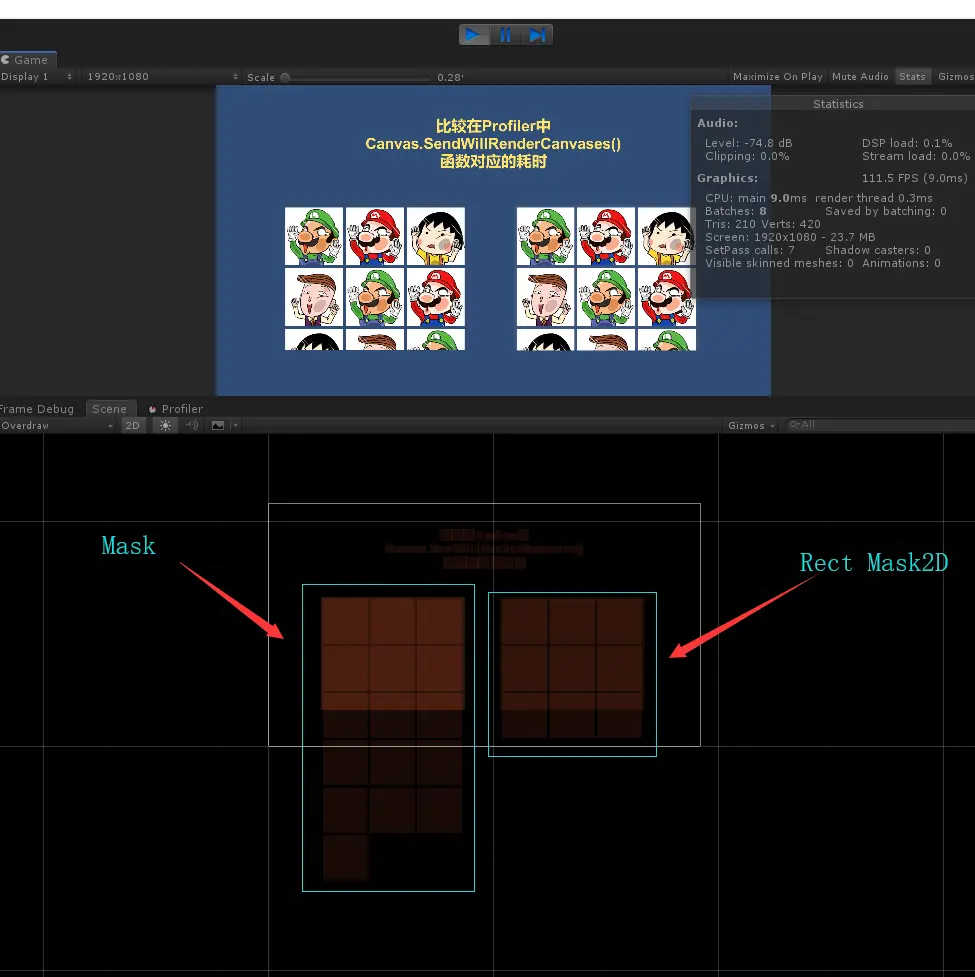 Game
Display 1
1920x1080
Scale
0.28'
Maximize On Play
Mute Audio
Stats
Gizmos
比较在Profiler中
Canvas.SendWillRenderCanvases()
函数对应的耗时
Statistics
Audio:
Level: -74.8 dB
DSP load: 0.1%
Clipping: 0.0%
Stream load: 0.0%
Graphics:
111.5 FPS (9.0ms)
CPU: main 9.0ms render thread 0.3ms
Batches: 8
Saved by batching: 0
Tris: 210 Verts: 420
Screen: 1920x1080 - 23.7 MB
SetPass calls: 7
Shadow casters: 0
Visible skinned meshes: 0 Animations: 0
Frame Debug
Scene
Profiler
Overdraw
2D
Gizmos
All
Mask
Rect Mask2D